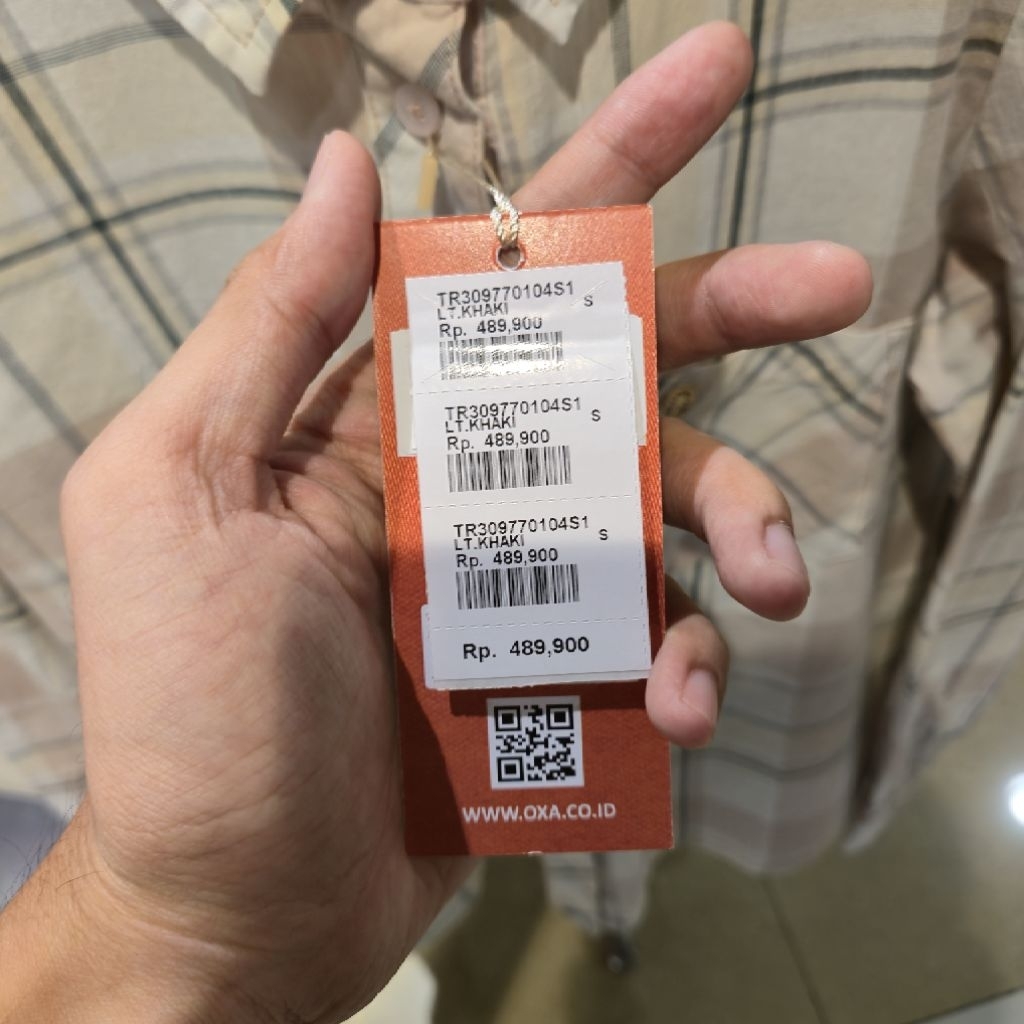 TR309770104S1
LT.KHAKI S
Rp. 489,900
TR309770104S1
LT.KHAKI S
Rp. 489,900
TR309770104S1
LT.KHAKI S
Rp. 489,900
Rp. 489,900
WWW.OXA.CO.ID